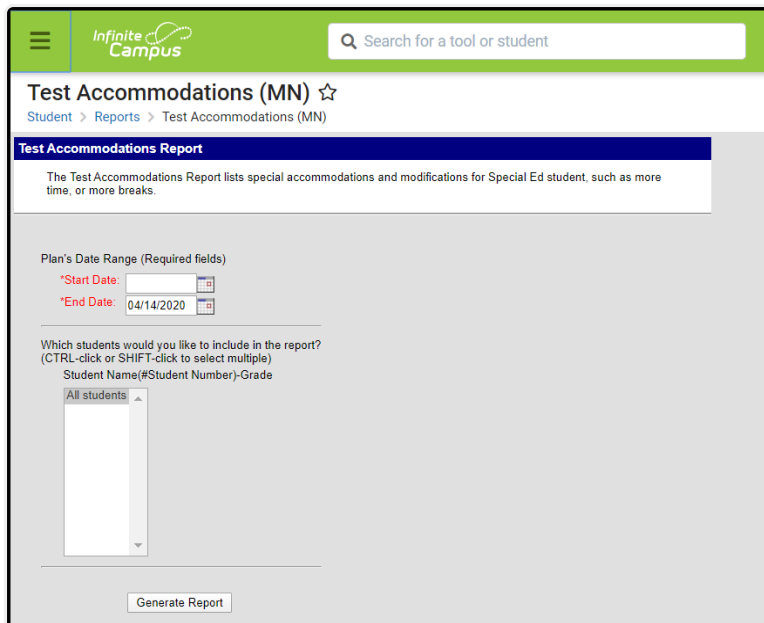 Infinite
Campus
Search for a tool or student
Test Accommodations (MN)
Student > Reports > Test Accommodations (MN)
Test Accommodations Report
The Test Accommodations Report lists special accommodations and modifications for Special Ed student, such as more
time, or more breaks.
Plan's Date Range (Required fields)
*Start Date:
*End Date: 04/14/2020
Which students would you like to include in the report?
(CTRL-click or SHIFT-click to select multiple)
Student Name(#Student Number)-Grade
All students
Generate Report